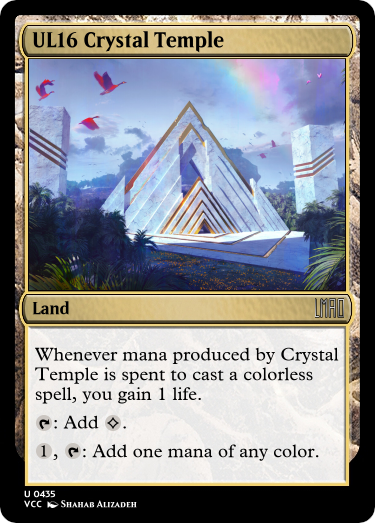 UL16 Crystal Temple
Land
LMAO
Whenever mana produced by Crystal
Temple is spent to cast a colorless
spell, you gain 1 life.
: Add .
1, : Add one mana of any color.
U 0435
VCC Shahab Alizadeh